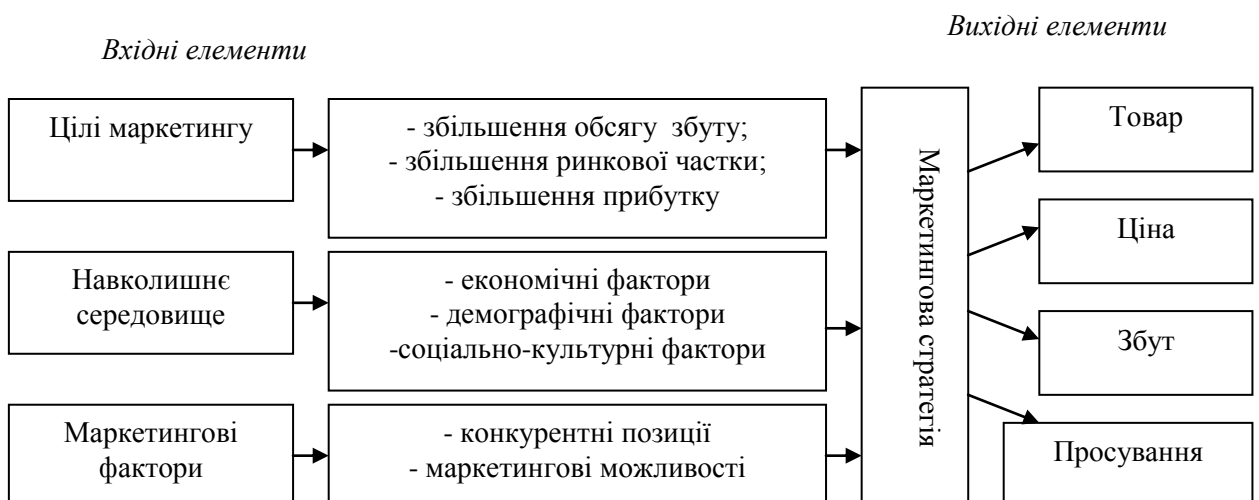 Вхідні елементи
Вихідні елементи
Цілі маркетингу
- збільшення обсягу збуту;
- збільшення ринкової частки;
- збільшення прибутку
Навколишнє
середовище
- економічні фактори
- демографічні фактори
-соціально-культурні фактори
Маркетингові
фактори
- конкурентні позиції
- маркетингові можливості
Маркетингова стратегія
Товар
Ціна
Збут
Просування